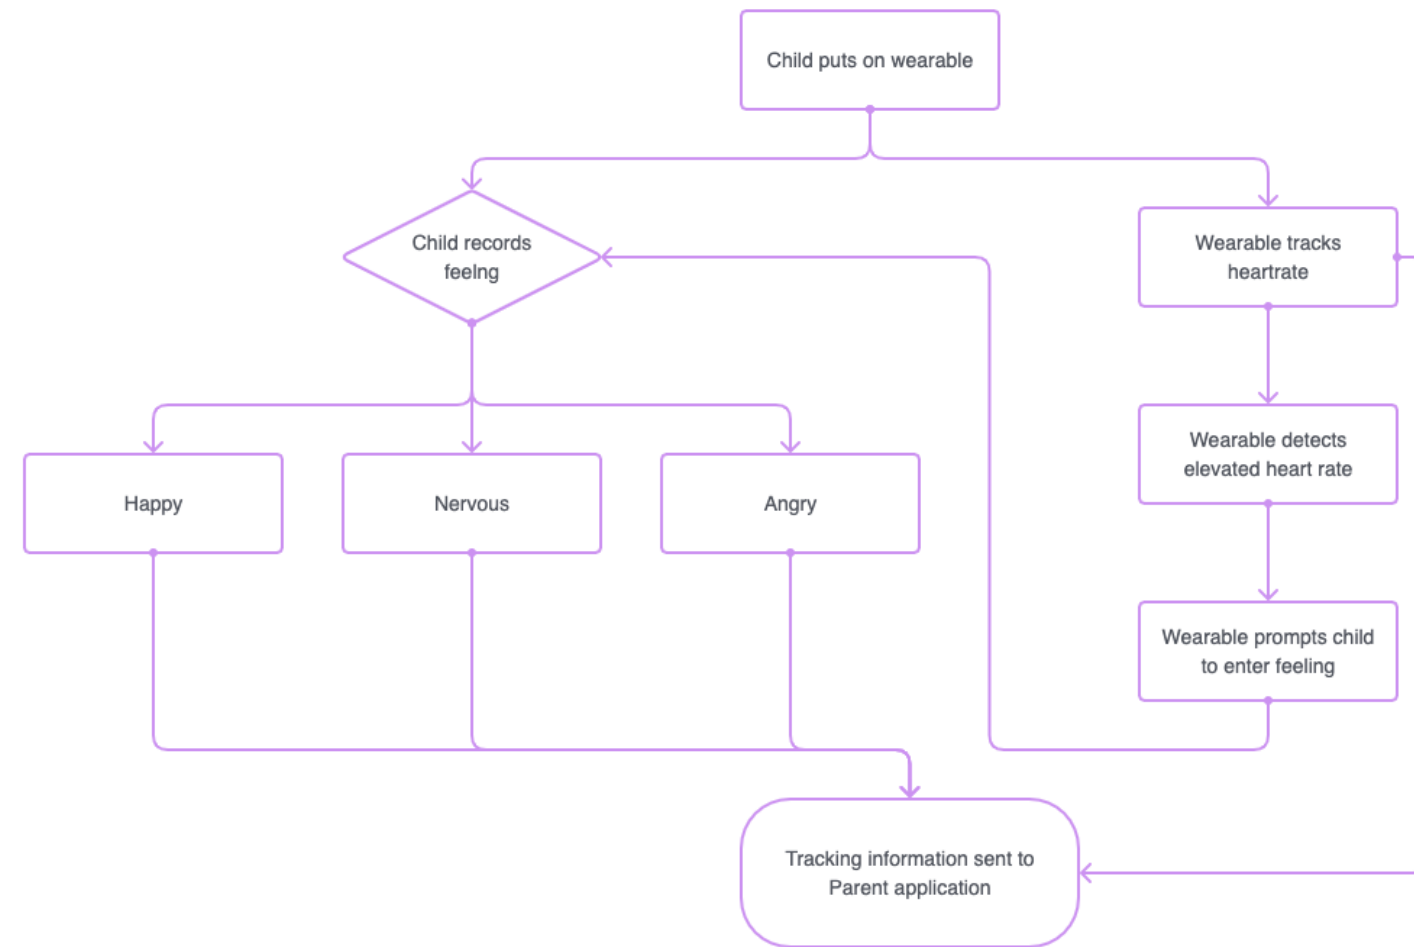 Child puts on wearable
Child records
feelng
Wearable tracks
heartrate
Wearable detects
elevated heart rate
Happy
Nervous
Angry
Wearable prompts child
to enter feeling
Tracking information sent to
Parent application